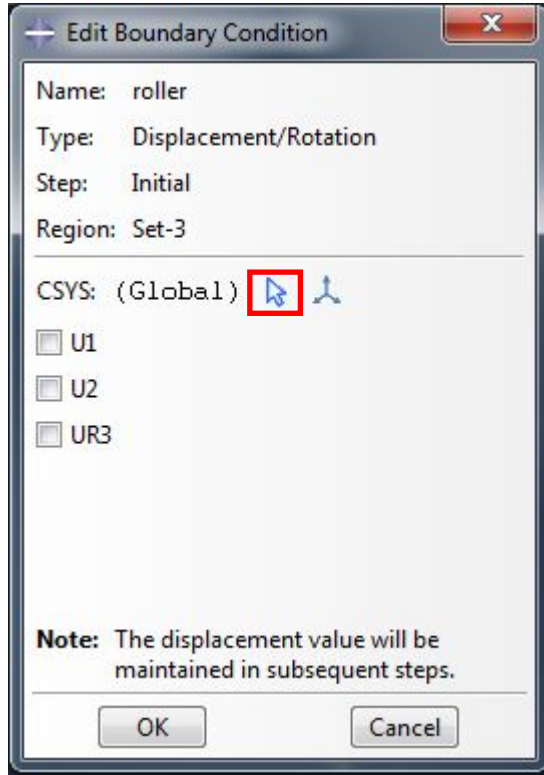 Edit Boundary Condition
Name: roller
Type: Displacement/Rotation
Step: Initial
Region: Set-3
CSYS: (Global)
U1
U2
UR3
Note: The displacement value will be
maintained in subsequent steps.
OK Cancel